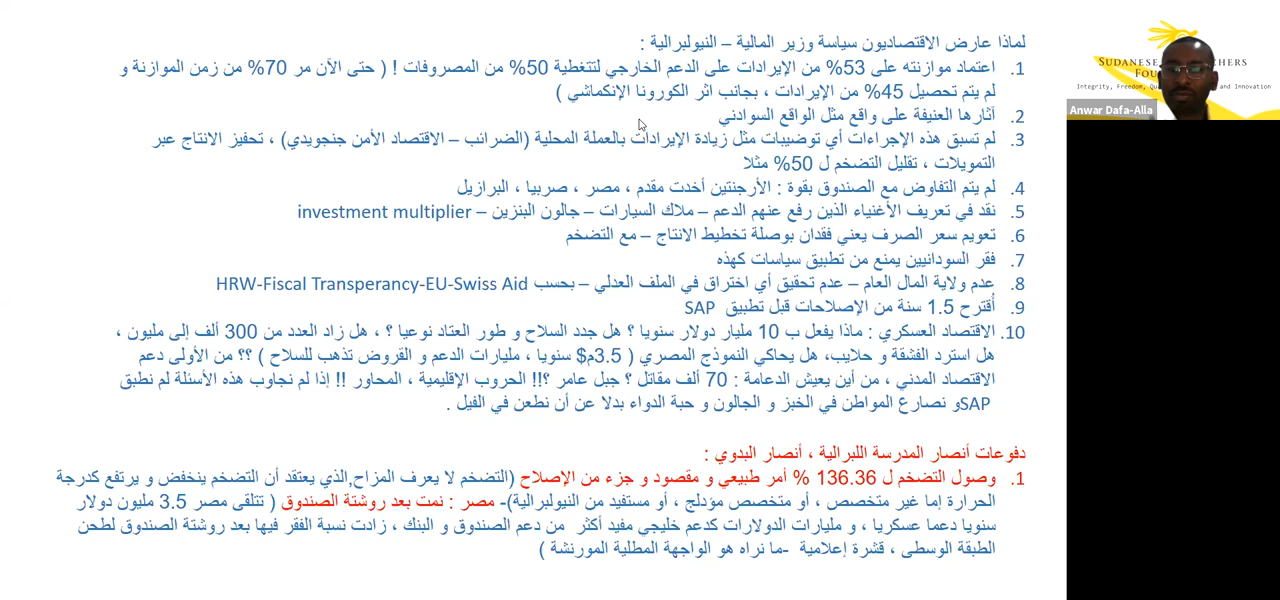 لماذا عارض الاقتصاديون سياسة وزير المالية – النيولبرالية :
1. اعتماد موازنته على 53% من الإيرادات على الدعم الخارجي لتتغطية 50% من المصروفات ! ( حتى الآن مر 70% من زمن الموازنة و
لم يتم تحصيل 45% من الإيرادات ، بجانب اثر الكورونا الإنكماشي )
2. آثارها العنيفة على واقع مثل الواقع السوادني
3. لم تسبق هذه الإجراءات أي توضيبات مثل زيادة الإيرادات بالعملة المحلية (الضرائب – الاقتصاد الأمن جنجويدي) ، تحفيز الانتاج عبر
التمويلات ، تقليل التضخم ل 50% مثلا
4. لم يتم التفاوض مع الصندوق بقوة : الأرجنتين أخدت مقدم ، مصر ، صربيا ، البرازيل
5. نقد في تعريف الأغنياء الذين رفع عنهم الدعم – ملاك السيارات – جالون البنزين – investment multiplier
6. تعويم سعر الصرف يعني فقدان بوصلة تخطيط الانتاج – مع التضخم
7. فقر السودانيين يمنع من تطبيق سياسات كهذه
8. عدم ولاية المال العام – عدم تحقيق أي اختراق في الملف العدلي – بحسب HRW-Fiscal Transperancy-EU-Swiss Aid
9. أُقترح 1.5 سنة من الإصلاحات قبل تطبيق SAP
10. الاقتصاد العسكري : ماذا يفعل ب 10 مليار دولار سنويا ؟ هل جدد السلاح و طور العتاد نوعيا ؟ ، هل زاد العدد من 300 ألف إلى مليون ،
هل استرد الفشقة و حلايب، هل يحاكي النموذج المصري ( 3.5م$ سنويا ، مليارات الدعم و القروض تذهب للسلاح ) ؟؟ من الأولى دعم
الاقتصاد المدني ، من أين يعيش الدعامة : 70 ألف مقاتل ؟ جبل عامر ؟!! الحروب الإقليمية ، المحاور !! إذا لم نجاوب هذه الأسئلة لم نطبق
SAPو نصارع المواطن في الخبز و الجالون و حبة الدواء بدلا عن أن نطعن في الفيل .
دفوعات أنصار المدرسة اللبرالية ، أنصار البدوي :
1. وصول التضخم ل 136.36 % أمر طبيعي و مقصود و جزء من الإصلاح (التضخم لا يعرف المزاح,الذي يعتقد أن التضخم ينخفض و يرتفع كدرجة
الحرارة إما غير متخصص ، أو متخصص مؤدلج ، أو مستفيد من النيولبرالية)- مصر : نمت بعد روشتة الصندوق ( تتلقى مصر 3.5 مليون دولار
سنويا دعما عسكريا ، و مليارات الدولارات كدعم خليجي مفيد أكثر من دعم الصندوق و البنك ، زادت نسبة الفقر فيها بعد روشتة الصندوق لطحن
الطبقة الوسطى ، قشرة إعلامية -ما نراه هو الواجهة المطلية المورنشة )
Anwar Dafa-Alla